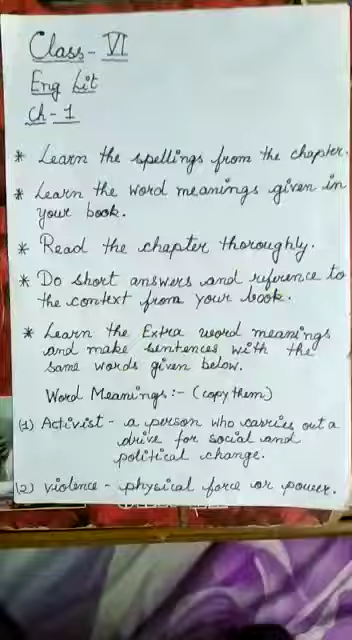 Class - VI
Eng Lit
Ch - 1
* Learn the spellings from the chapter.
* Learn the word meanings given in
your book.
* Read the chapter thoroughly.
* Do short answers and reference to
the context from your book.
* Learn the Extra word meanings
and make sentences with the
same words given below.
Word Meanings :- (copy them)
(1) Activist - a person who carries out a
drive for social and
political change.
(2) Violence - physical force or power.